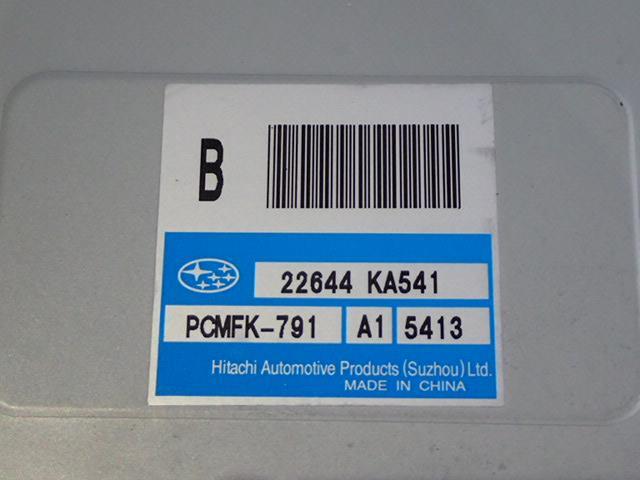 B
22644 KA541
PCMFK-791 A1 5413
Hitachi Automotive Products (Suzhou) Ltd.
MADE IN CHINA